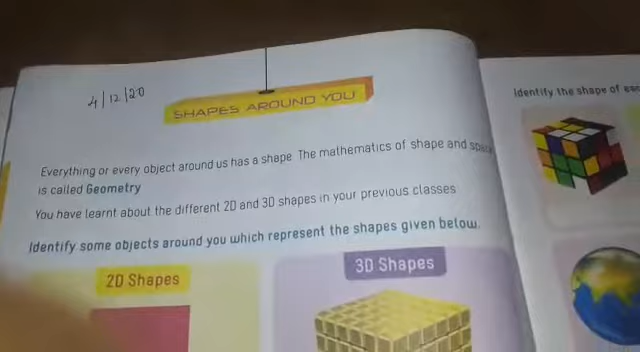 4/12/20
SHAPES AROUND YOU
Everything or every object around us has a shape The mathematics of shape and space
is called Geometry
You have learnt about the different 2D and 3D shapes in your previous classes
Identify some objects around you which represent the shapes given below.
2D Shapes
3D Shapes
Identify the shape of